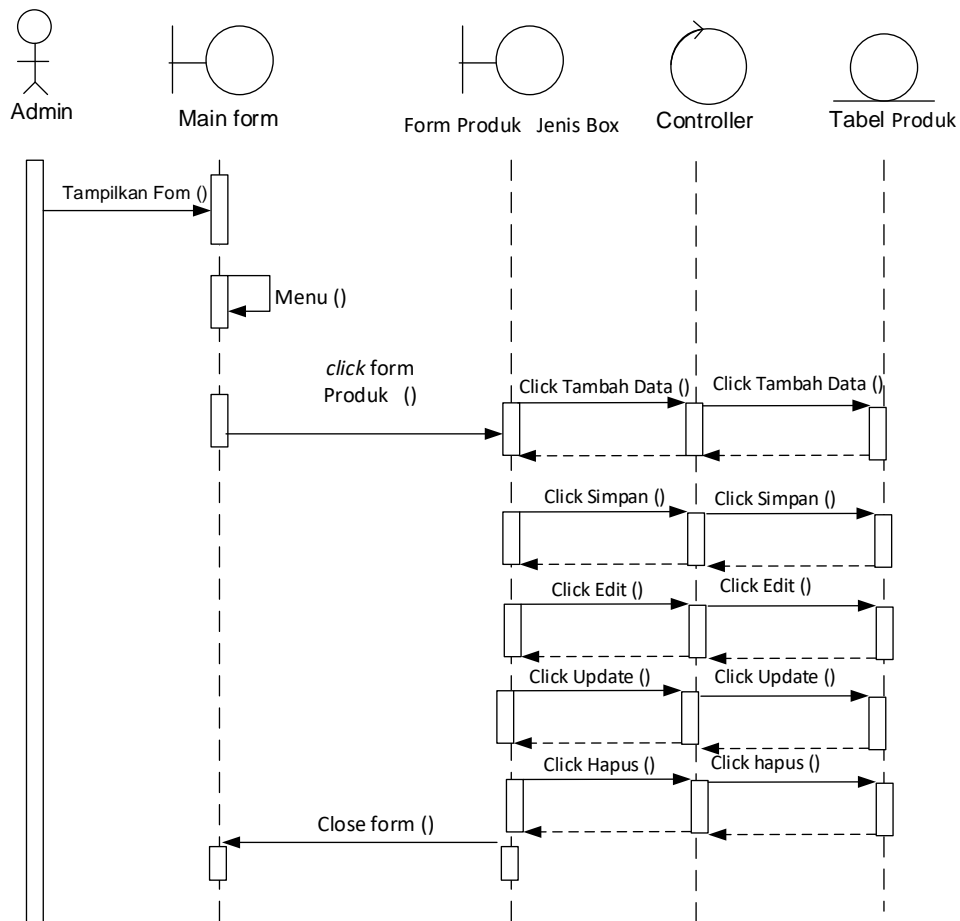 Admin
Main form
Form Produk Jenis Box
Controller
Tabel Produk
Tampilkan Fom ()
Menu ()
click form
Produk ()
Click Tambah Data ()
Click Tambah Data ()
Click Simpan ()
Click Simpan ()
Click Edit ()
Click Edit ()
Click Update ()
Click Update ()
Click Hapus ()
Click hapus ()
Close form ()